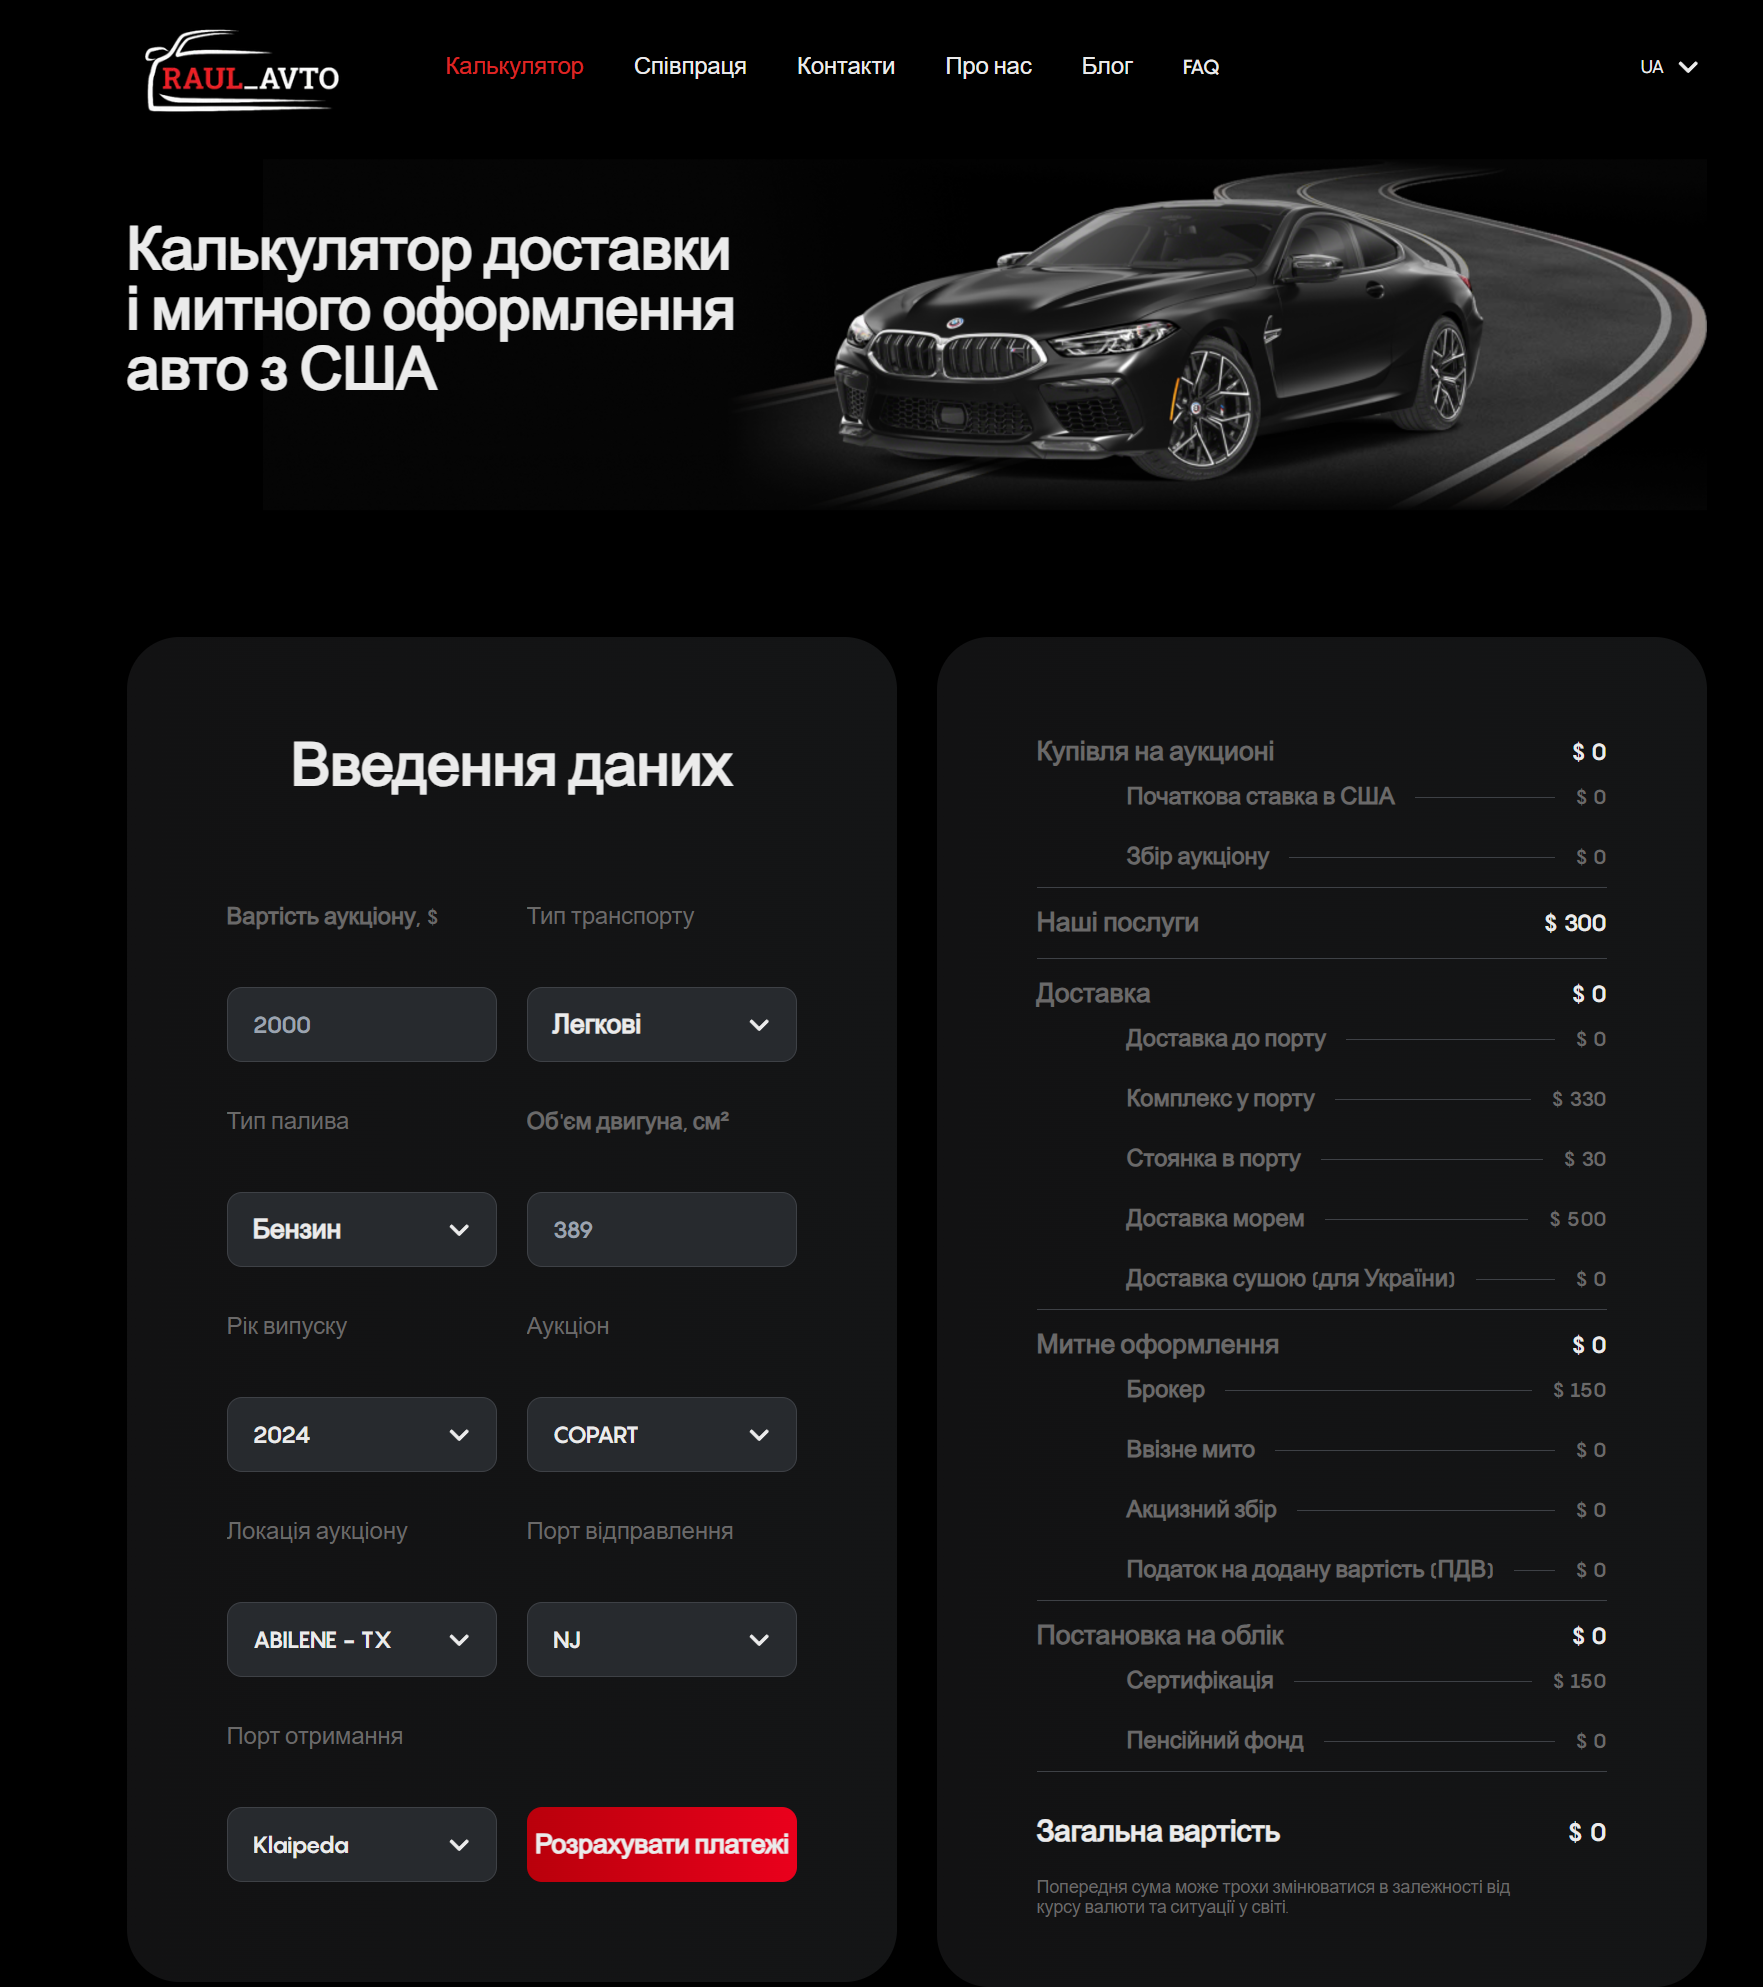 RAUL_AVTO
Калькулятор
Співпраця
Контакти
Про нас
Блог
FAQ
UA
Калькулятор доставки
і митного оформлення
авто з США
Введення даних
Вартість аукціону, $
Тип транспорту
2000
Легкові
Тип палива
Об'єм двигуна, см²
Бензин
389
Рік випуску
Аукціон
2024
COPART
Локація аукціону
Порт відправлення
ABILENE - TX
NJ
Порт отримання
Klaipeda
Розрахувати платежі
Купівля на аукционі $ 0
Початкова ставка в США $ 0
Збір аукціону $ 0
Наші послуги $ 300
Доставка $ 0
Доставка до порту $ 0
Комплекс у порту $ 330
Стоянка в порту $ 30
Доставка морем $ 500
Доставка сушою (для України) $ 0
Митне оформлення $ 0
Брокер $ 150
Ввізне мито $ 0
Акцизний збір $ 0
Податок на додану вартість (ПДВ) $ 0
Постановка на облік $ 0
Сертифікація $ 150
Пенсійний фонд $ 0
Загальна вартість $ 0
Попередня сума може трохи змінюватися в залежності від
курсу валюти та ситуації у світі.